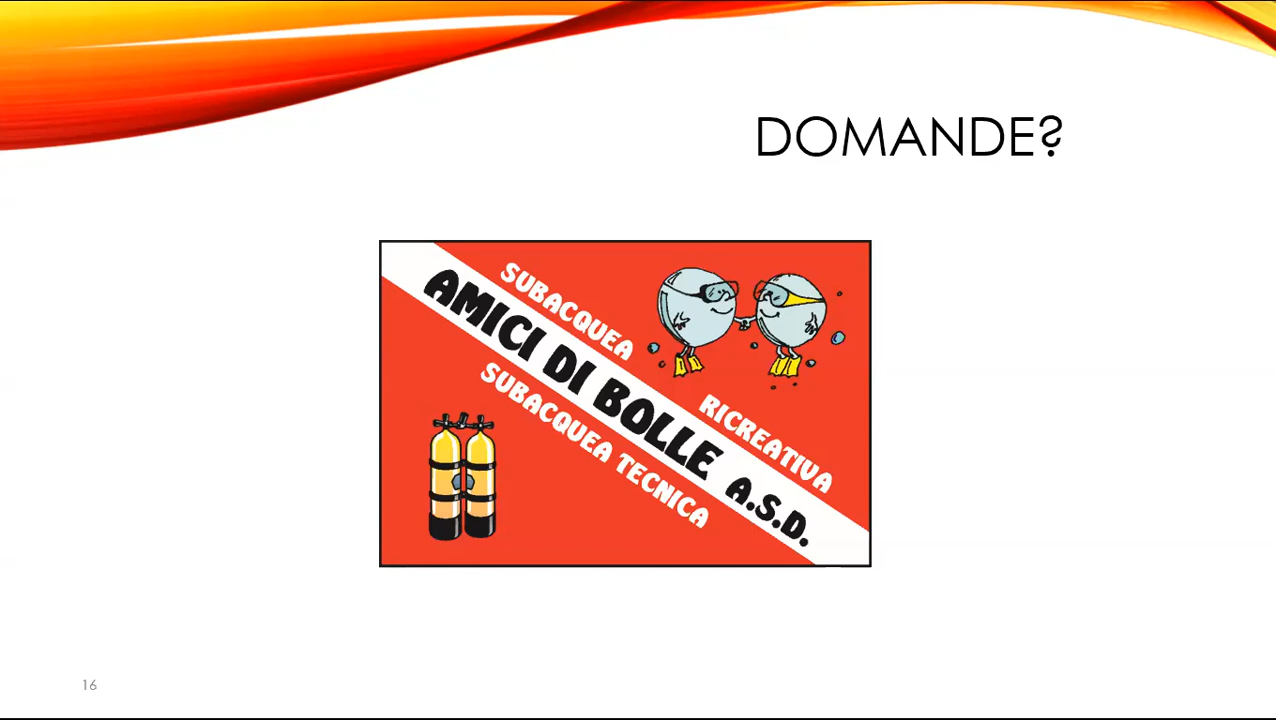 DOMANDE?
SUBACQUEA RICREATIVA
AMICI DI BOLLE A.S.D.
SUBACQUEA TECNICA
16